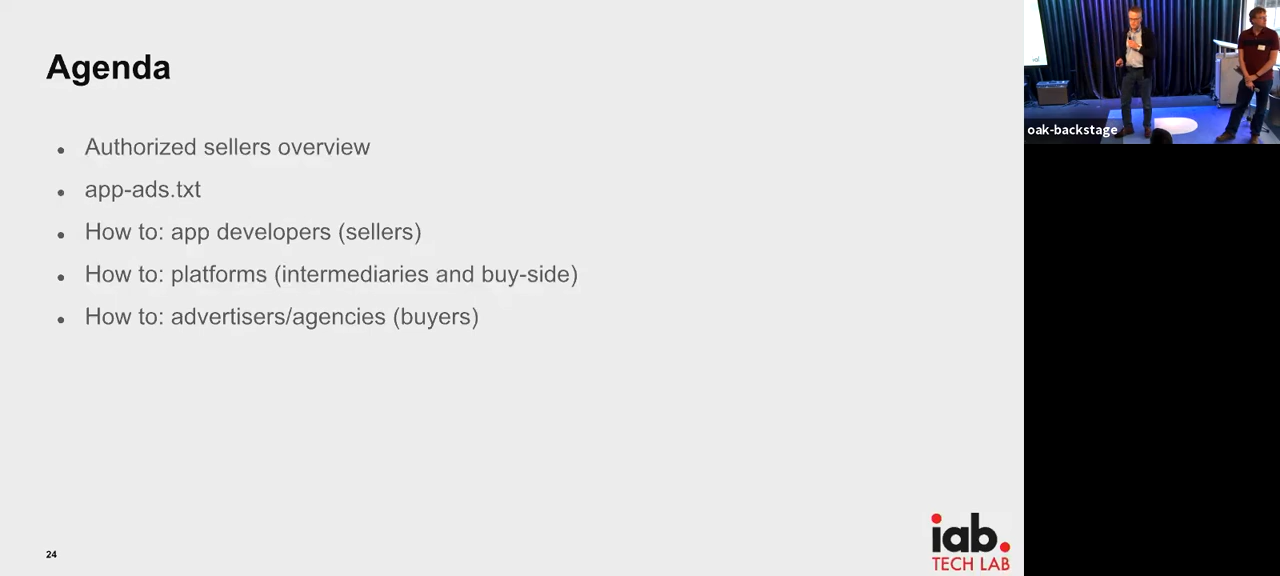 Agenda
Authorized sellers overview
app-ads.txt
How to: app developers (sellers)
How to: platforms (intermediaries and buy-side)
How to: advertisers/agencies (buyers)
24
iab.
TECH LAB
oak-backstage